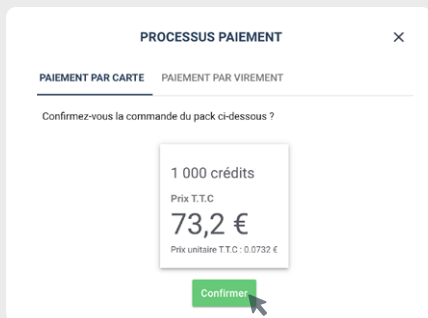 PROCESSUS PAIEMENT
PAIEMENT PAR CARTE PAIEMENT PAR VIREMENT
Confirmez-vous la commande du pack ci-dessous ?
1 000 crédits
Prix T.T.C
73,2 €
Prix unitaire T.T.C : 0.0732 €
Confirmer